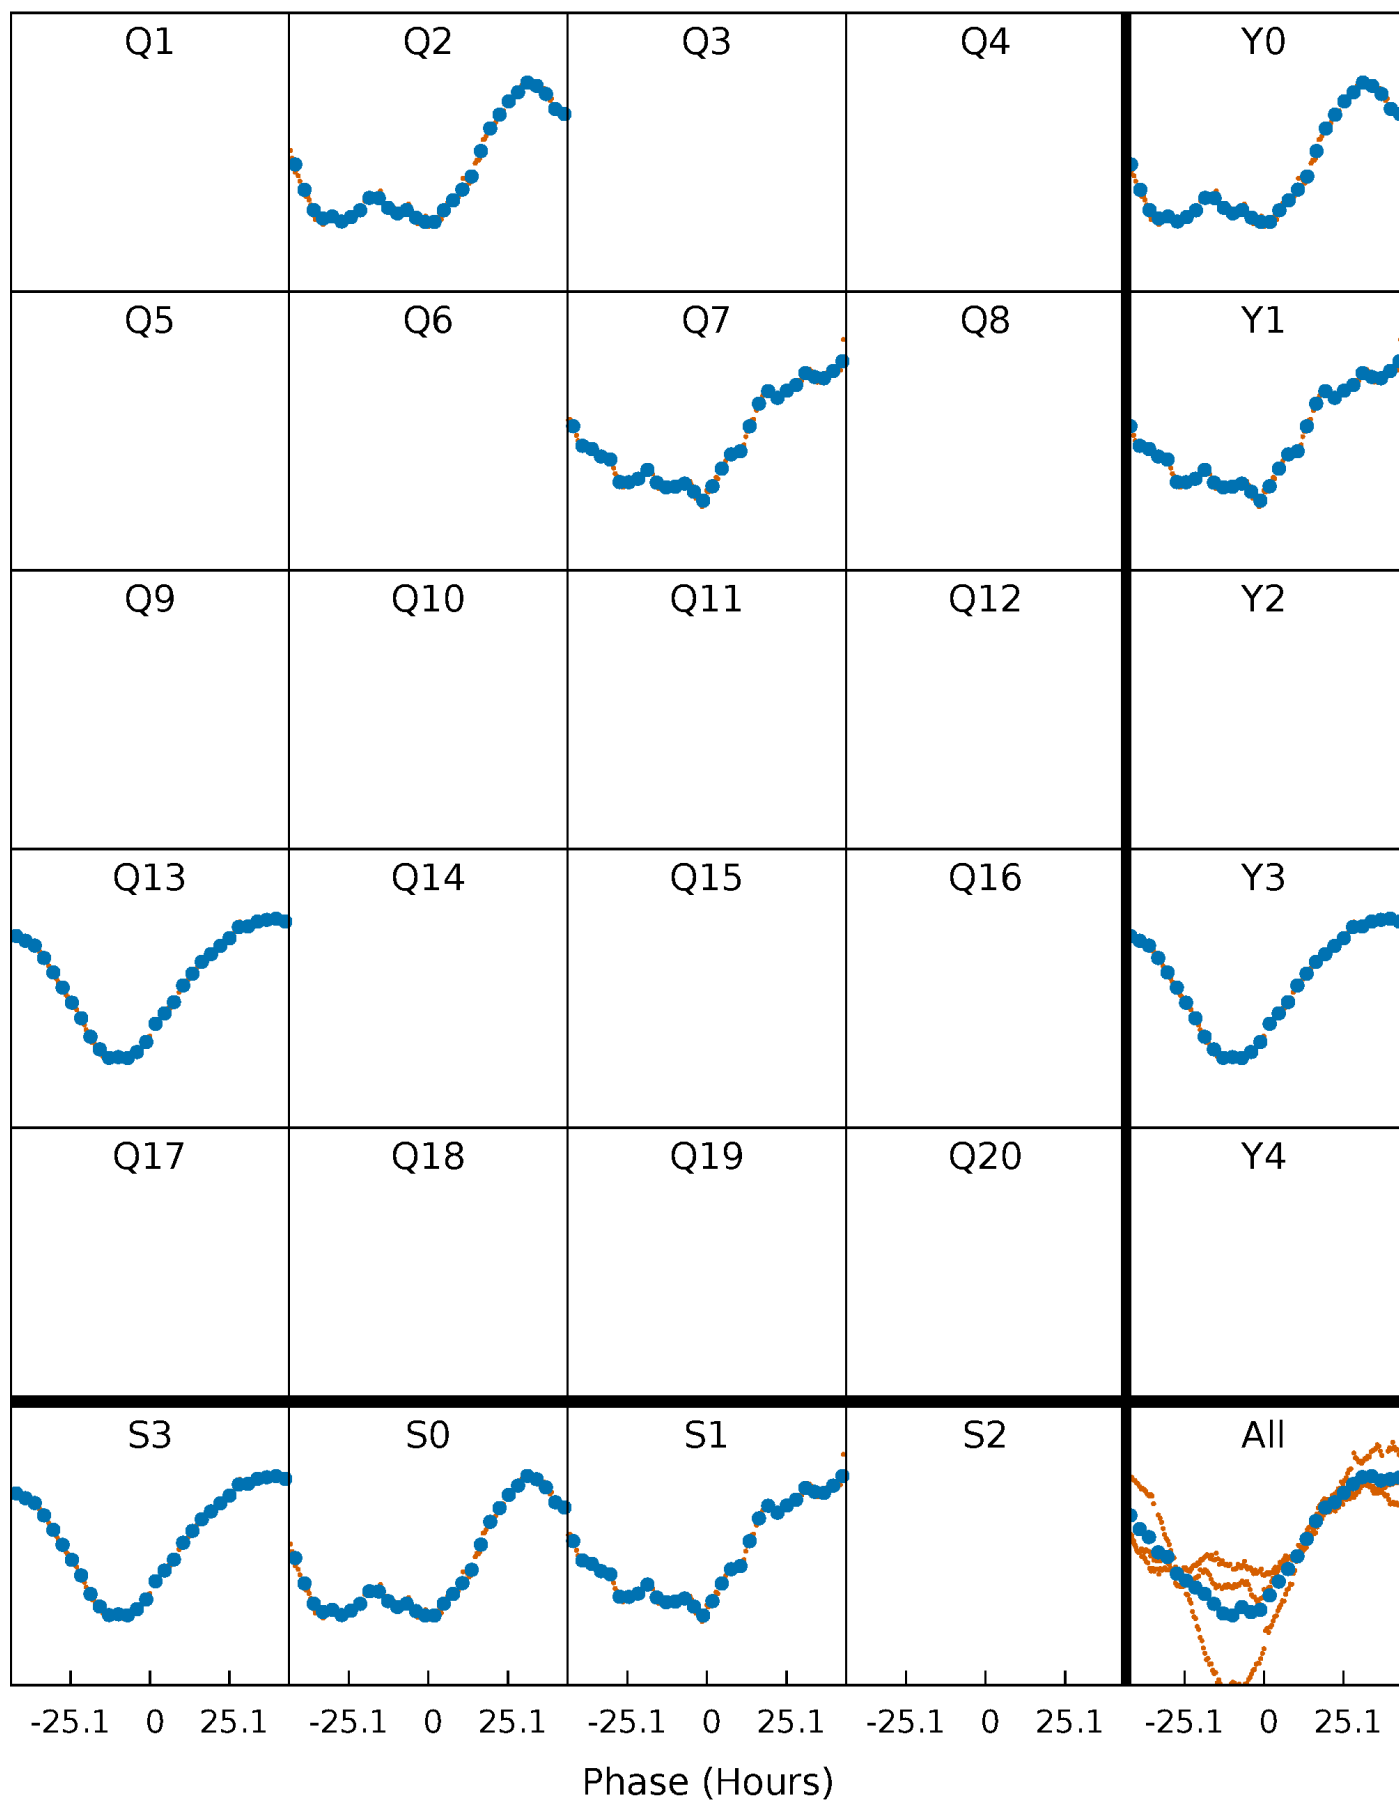 Q1 Q2 Q3 Q4 Y0
Q5 Q6 Q7 Q8 Y1
Q9 Q10 Q11 Q12 Y2
Q13 Q14 Q15 Q16 Y3
Q17 Q18 Q19 Q20 Y4
S3 S0 S1 S2 All
-25.1 0 25.1 -25.1 0 25.1 -25.1 0 25.1 -25.1 0 25.1 -25.1 0 25.1
Phase (Hours)